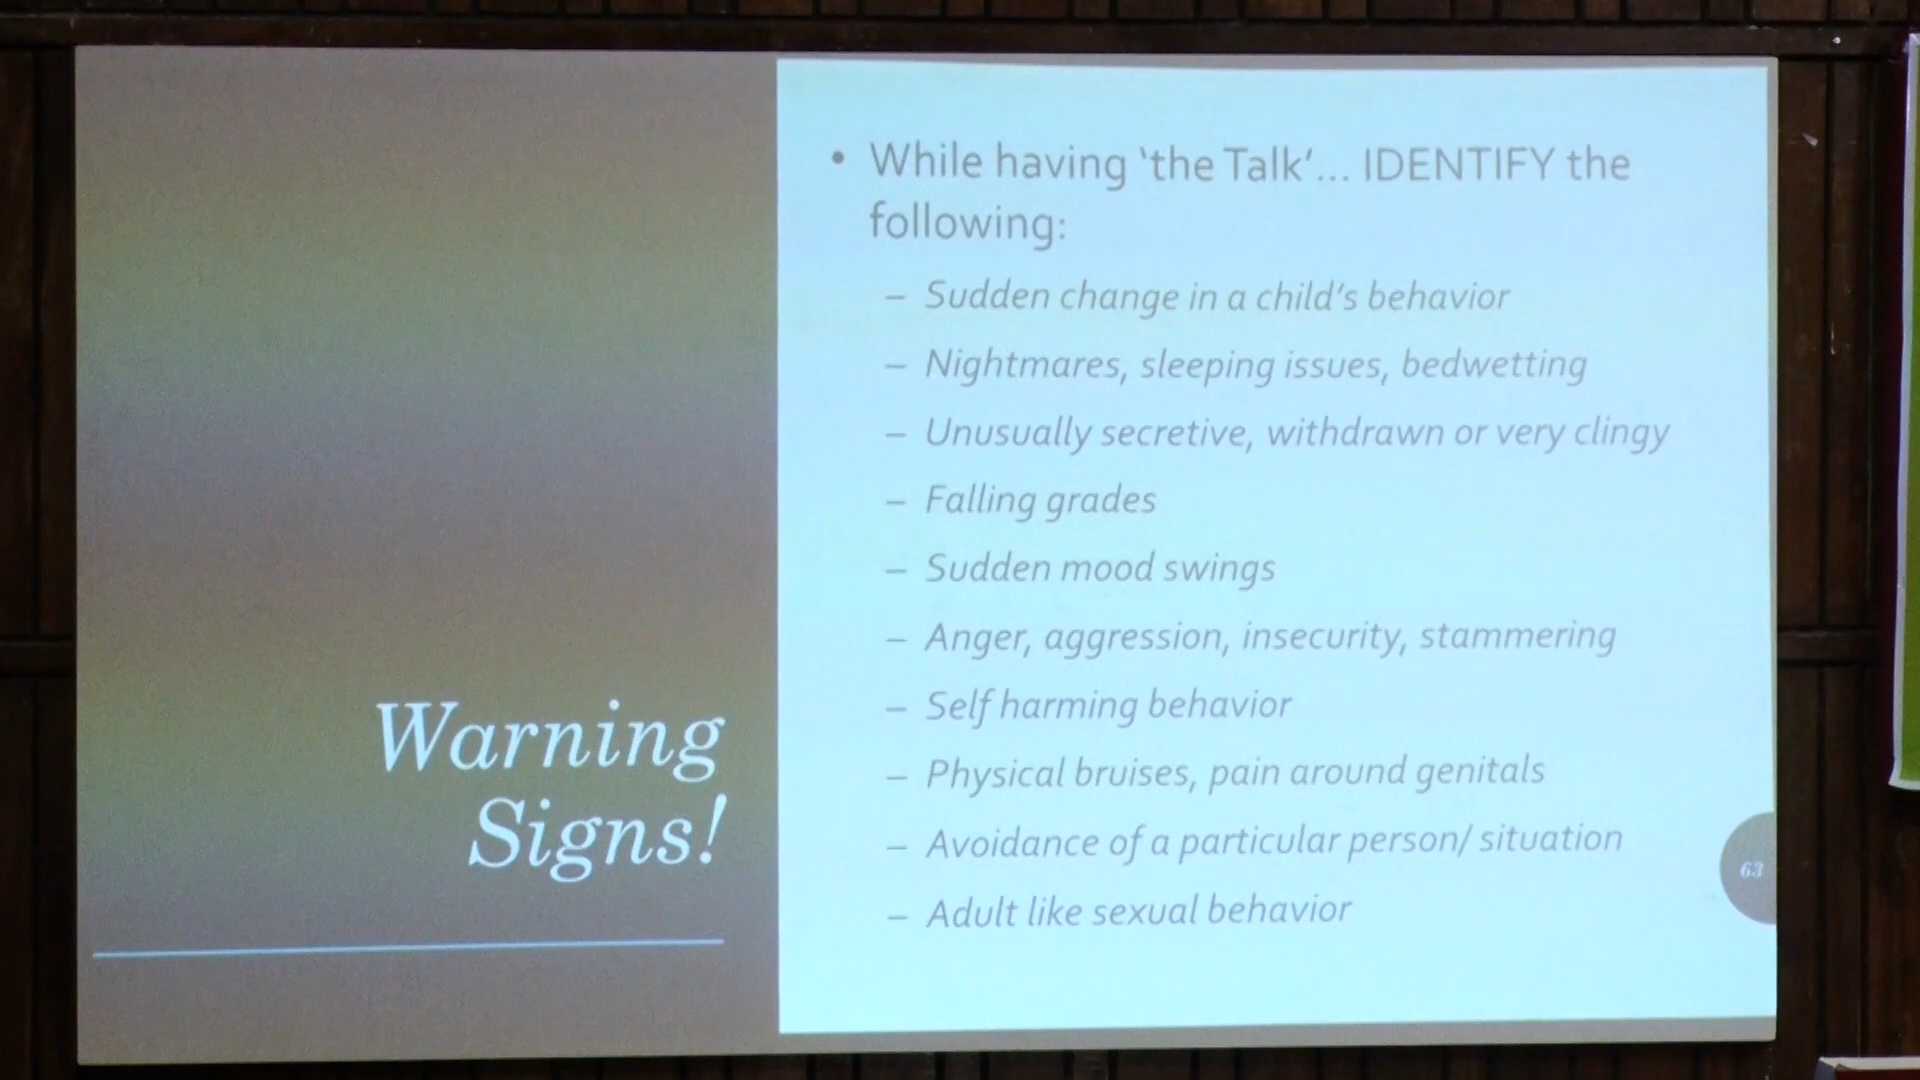 Warning
Signs!
• While having ‘the Talk’... IDENTIFY the
following:
– Sudden change in a child’s behavior
– Nightmares, sleeping issues, bedwetting
– Unusually secretive, withdrawn or very clingy
– Falling grades
– Sudden mood swings
– Anger, aggression, insecurity, stammering
– Self harming behavior
– Physical bruises, pain around genitals
– Avoidance of a particular person/ situation
– Adult like sexual behavior
63